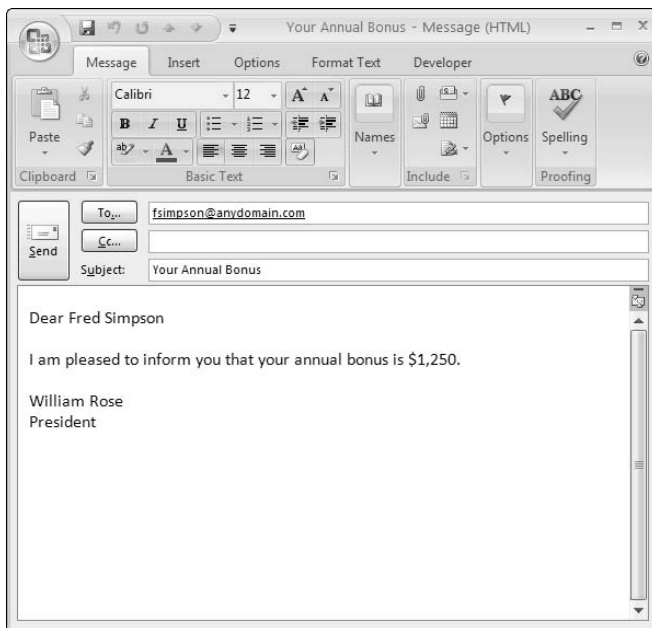 Your Annual Bonus - Message (HTML)
Message Insert Options Format Text Developer
Calibri 12 A A
Paste B I U Names Options ABC Spelling
ab A
Clipboard Basic Text Include Proofing
To... fsimpson@anydomain.com
Send Cc...
Subject: Your Annual Bonus
Dear Fred Simpson
I am pleased to inform you that your annual bonus is $1,250.
William Rose
President